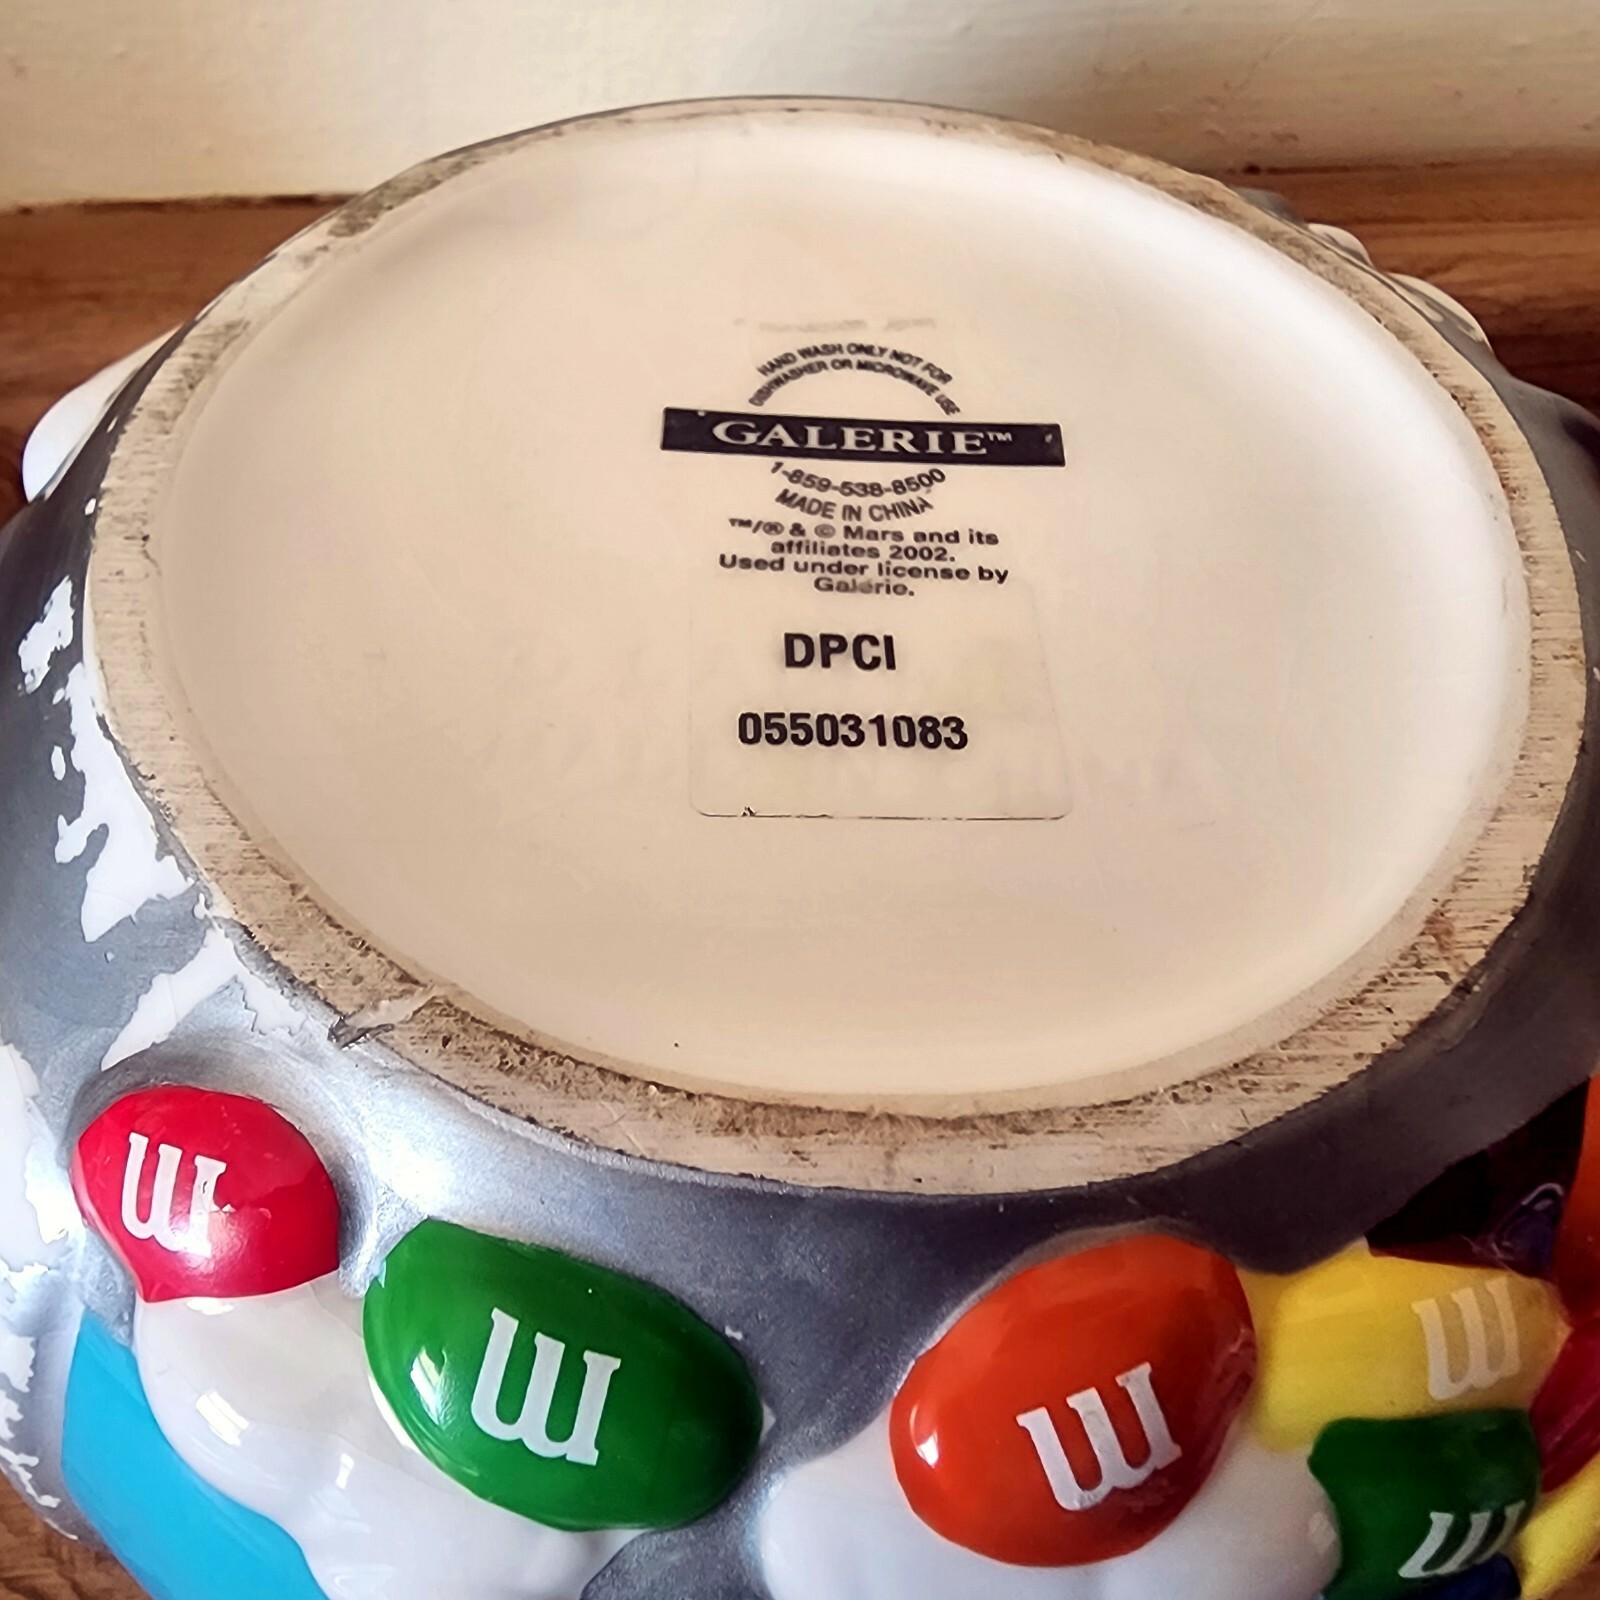 HAND WASH ONLY NOT FOR
DISHWASHER OR MICROWAVE USE
GALERIE™
1-859-538-8500
MADE IN CHINA
™/® & © Mars and its
affiliates 2002.
Used under license by
Galerie.
DPCI
055031083
m
m
m
m
m